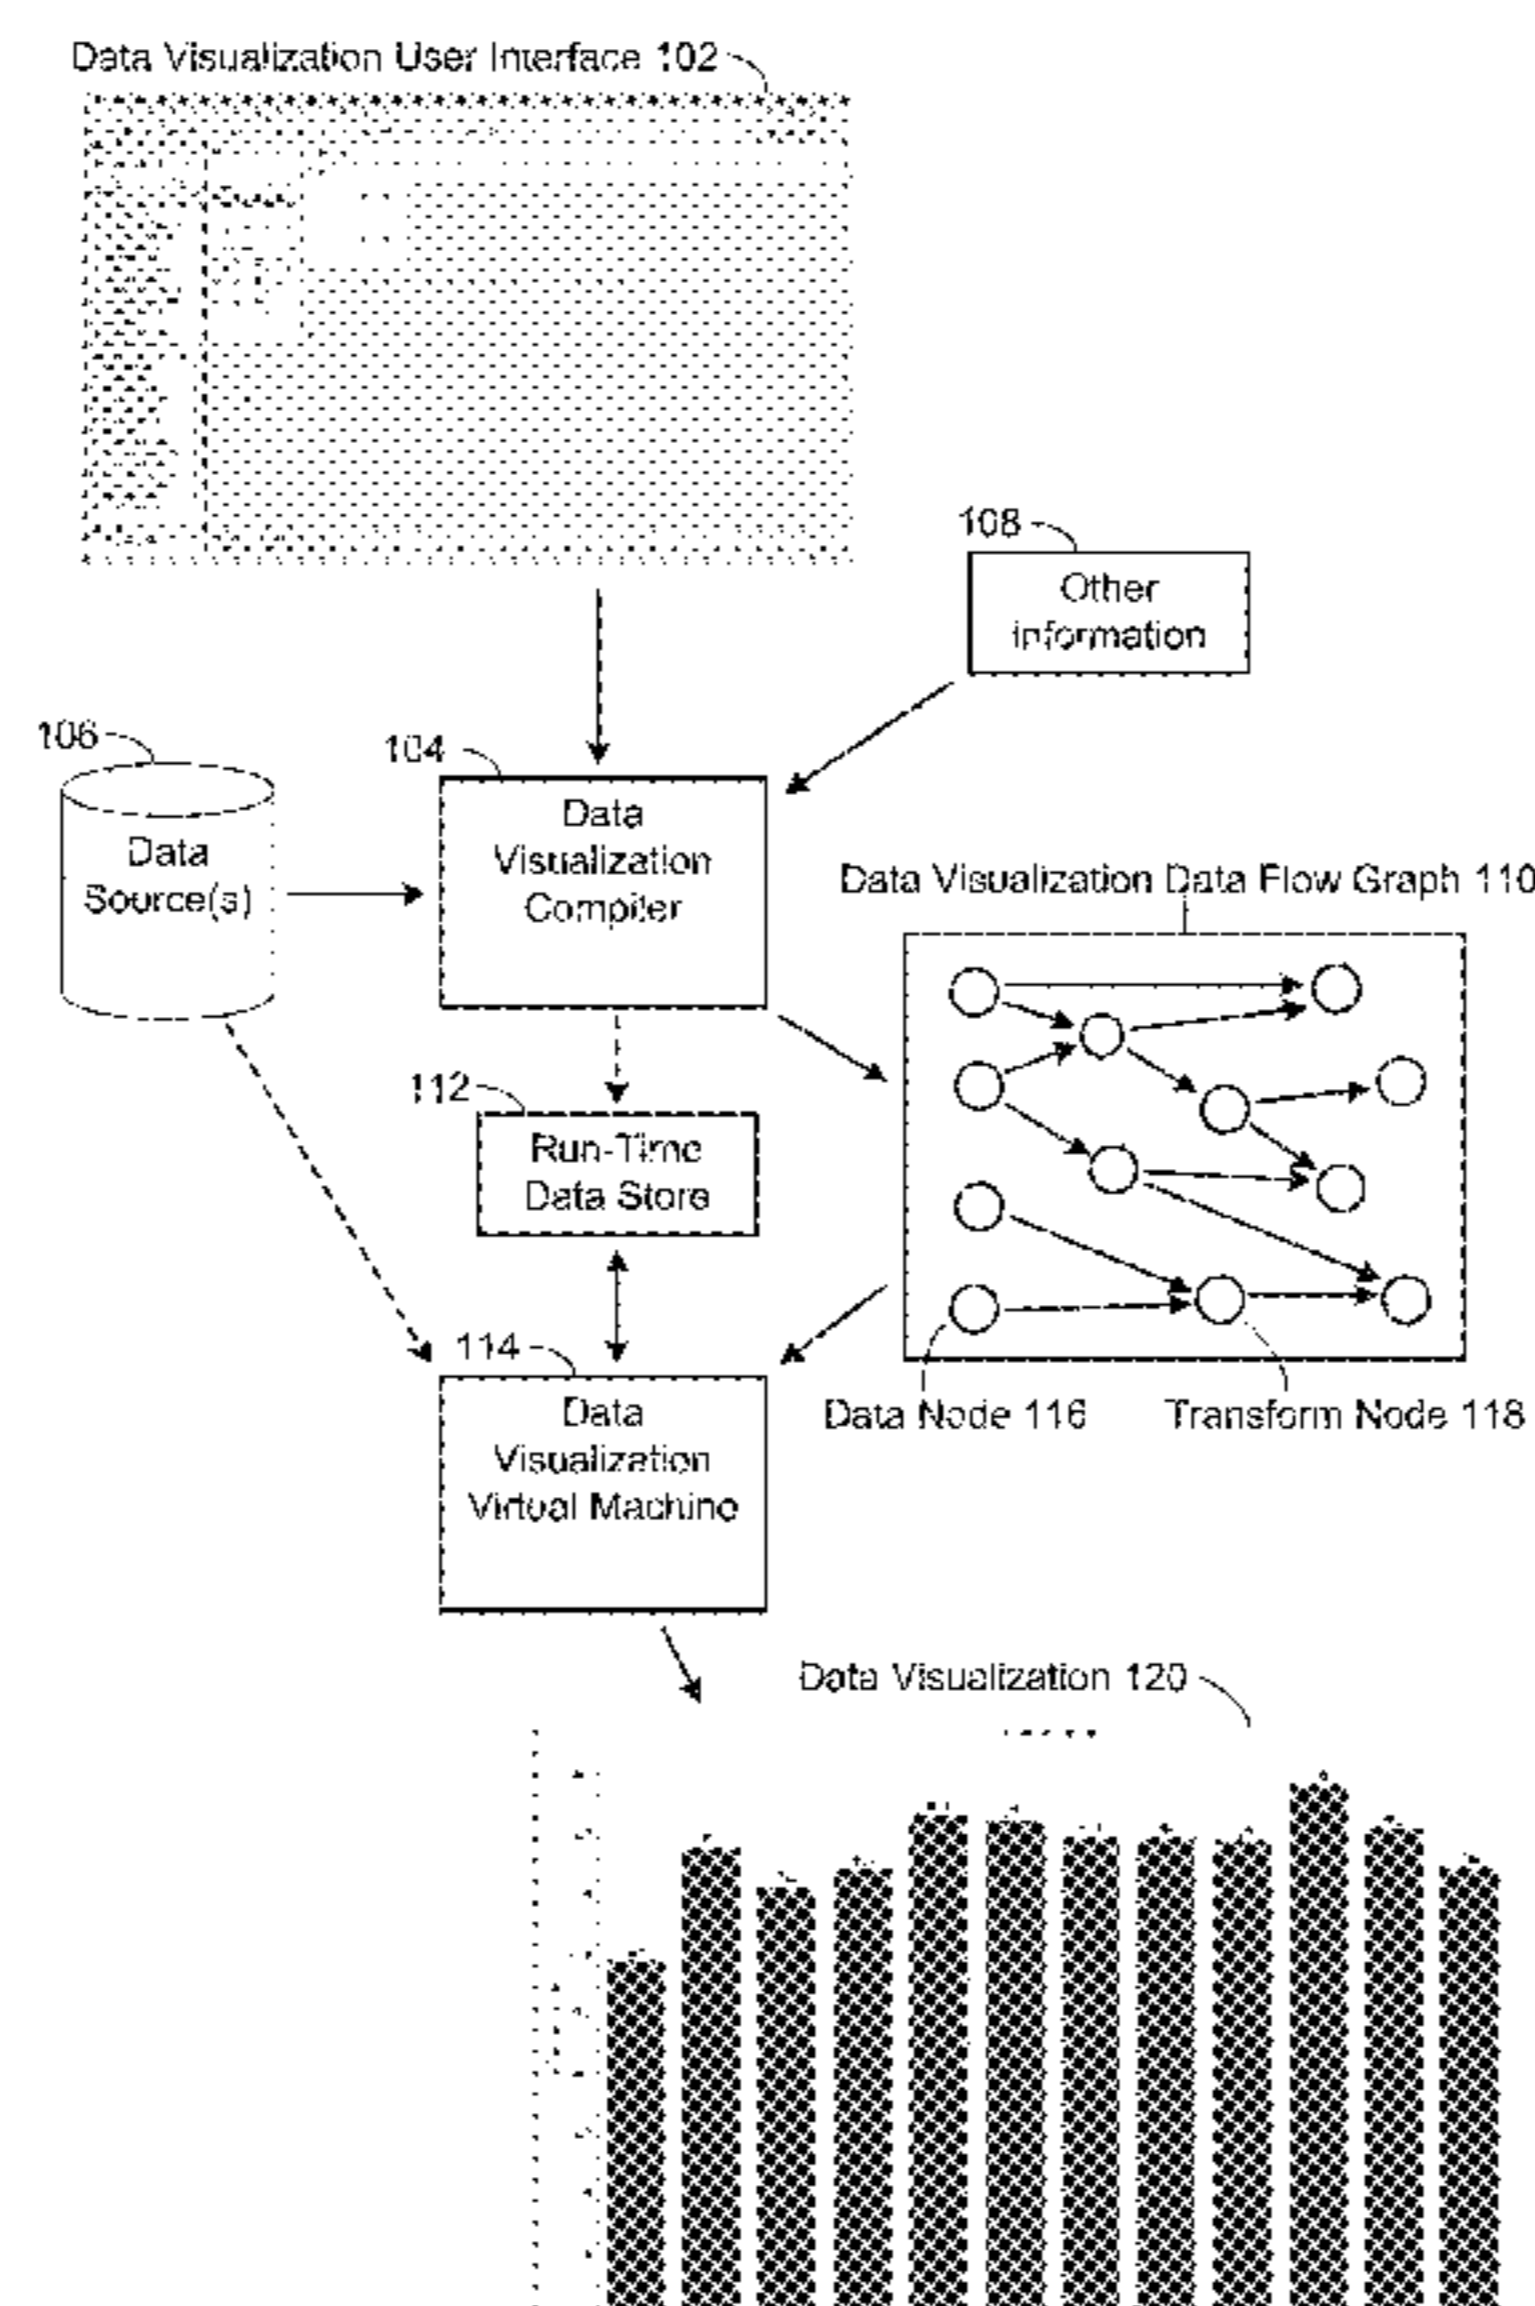 Data Visualization User Interface 102
108
Other
information
106
104
Data
Source(s)
Data
Visualization
Compiler
Data Visualization Data Flow Graph 110
112
Run-Time
Data Store
114
Data
Visualization
Virtual Machine
Data Node 116
Transform Node 118
Data Visualization 120